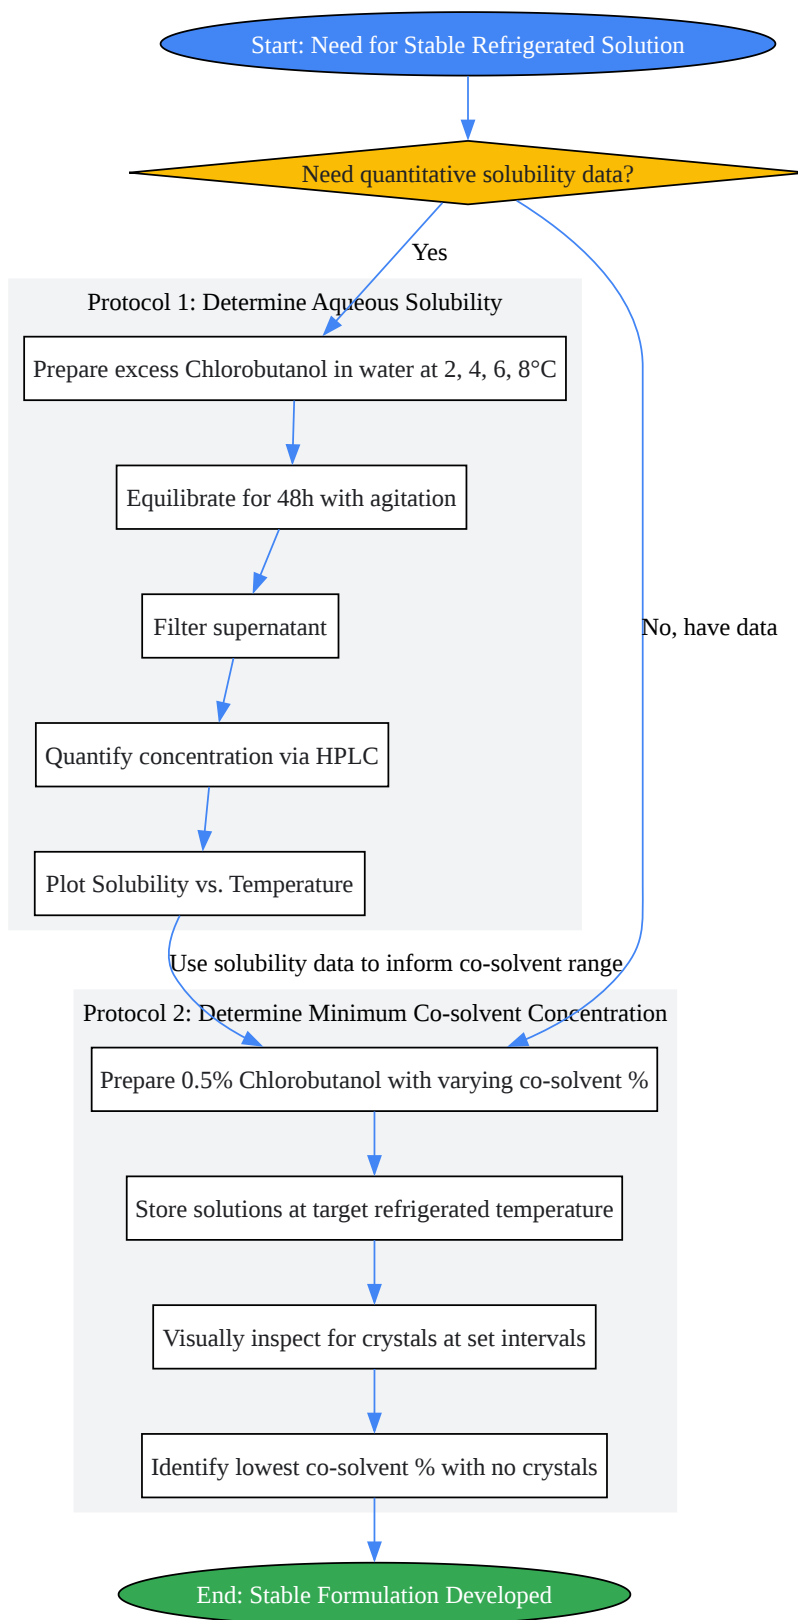 Start: Need for Stable Refrigerated Solution
Need quantitative solubility data?
Yes
Protocol 1: Determine Aqueous Solubility
Prepare excess Chlorobutanol in water at 2, 4, 6, 8°C
Equilibrate for 48h with agitation
Filter supernatant
No, have data
Quantify concentration via HPLC
Plot Solubility vs. Temperature
Use solubility data to inform co-solvent range
Protocol 2: Determine Minimum Co-solvent Concentration
Prepare 0.5% Chlorobutanol with varying co-solvent %
Store solutions at target refrigerated temperature
Visually inspect for crystals at set intervals
Identify lowest co-solvent % with no crystals
End: Stable Formulation Developed